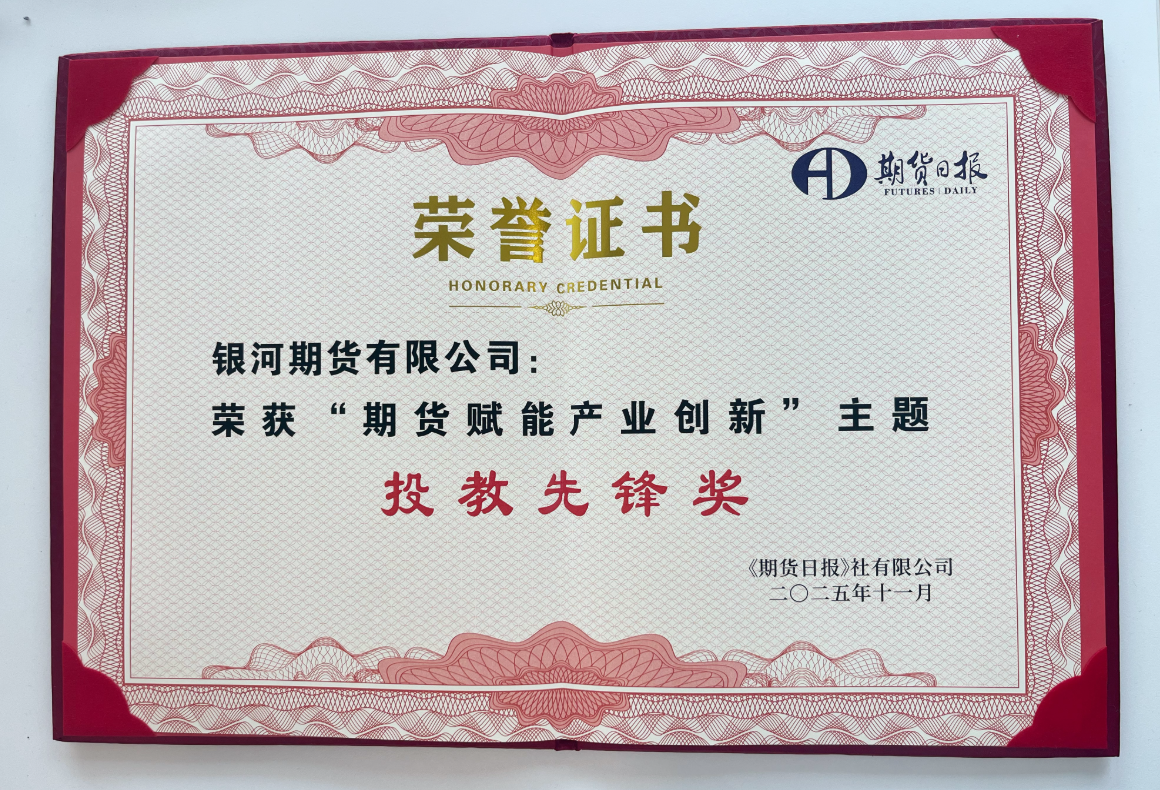 期货日报
FUTURES | DAILY
荣誉证书
HONORARY CREDENTIAL
银河期货有限公司：
荣获“期货赋能产业创新”主题
投教先锋奖
《期货日报》社有限公司
二〇二五年十一月